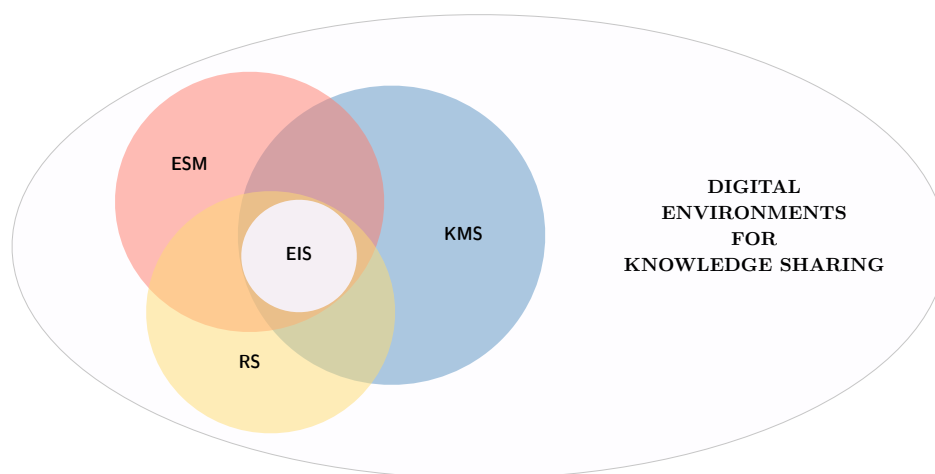 ESM
DIGITAL
ENVIRONMENTS
FOR
KNOWLEDGE SHARING
KMS
EIS
RS